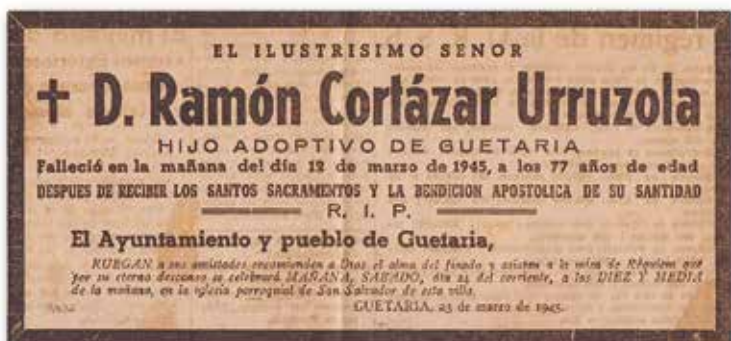 EL ILUSTRISIMO SEÑOR
✝ D. Ramón Cortázar Urruzola
HIJO ADOPTIVO DE GUETARIA
Falleció en la mañana del día 12 de marzo de 1945, a los 77 años de edad
DESPUES DE RECIBIR LOS SANTOS SACRAMENTOS Y LA BENDICION APOSTOLICA DE SU SANTIDAD
R. I. P.
El Ayuntamiento y pueblo de Guetaria,
RUEGAN a sus amistades encomienden a Dios el alma del finado y asistan a la misa de Réquiem que
por su eterno descanso se celebrará MAÑANA, SABADO, día 24 del corriente, a las DIEZ Y MEDIA
de la mañana, en la iglesia parroquial de San Salvador de esta villa.
GUETARIA, 23 de marzo de 1945.